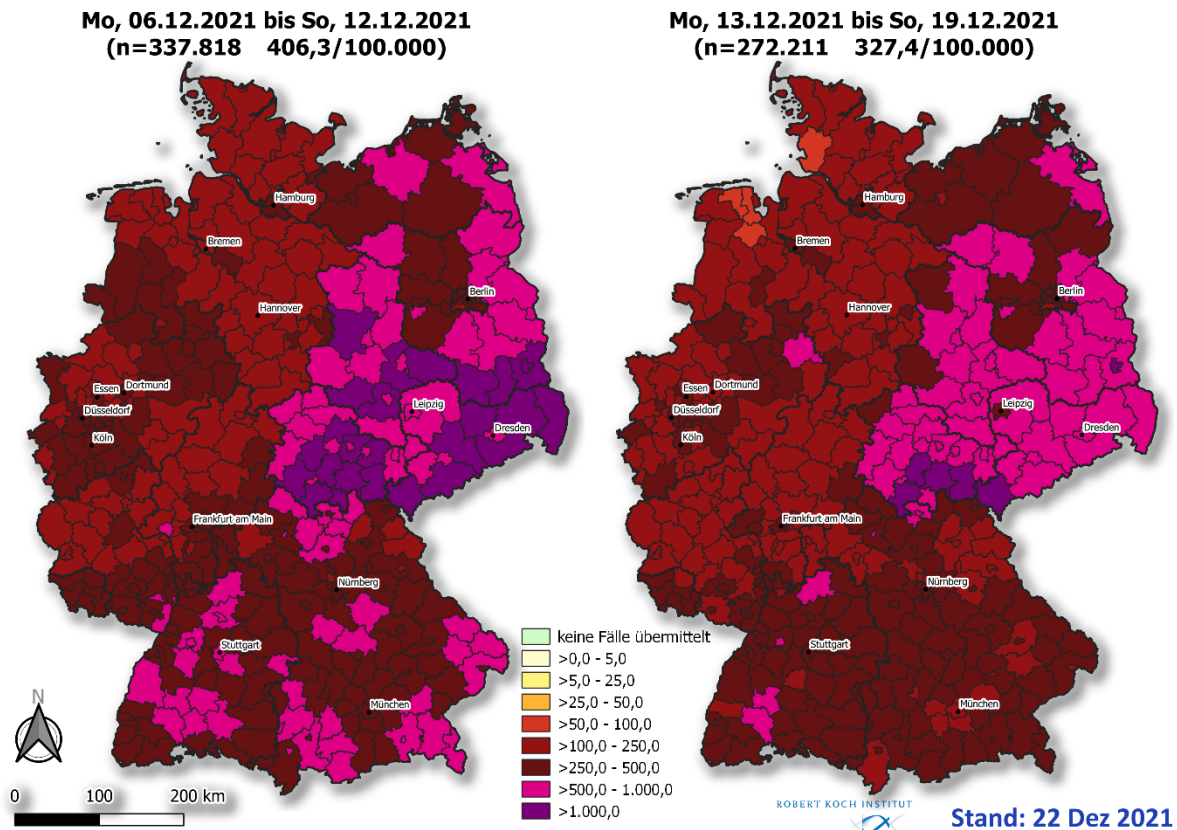 Mo, 06.12.2021 bis So, 12.12.2021
(n=337.818 406,3/100.000)
Mo, 13.12.2021 bis So, 19.12.2021
(n=272.211 327,4/100.000)
Hamburg
Bremen
Berlin
Hannover
Essen
Dortmund
Düsseldorf
Köln
Leipzig
Dresden
Frankfurt am Main
Nürnberg
Stuttgart
München
Hamburg
Bremen
Berlin
Hannover
Essen
Dortmund
Düsseldorf
Köln
Leipzig
Dresden
Frankfurt am Main
Nürnberg
Stuttgart
München
keine Fälle übermittelt
>0,0 - 5,0
>5,0 - 25,0
>25,0 - 50,0
>50,0 - 100,0
>100,0 - 250,0
>250,0 - 500,0
>500,0 - 1.000,0
>1.000,0
N
0 100 200 km
ROBERT KOCH INSTITUT
Stand: 22 Dez 2021